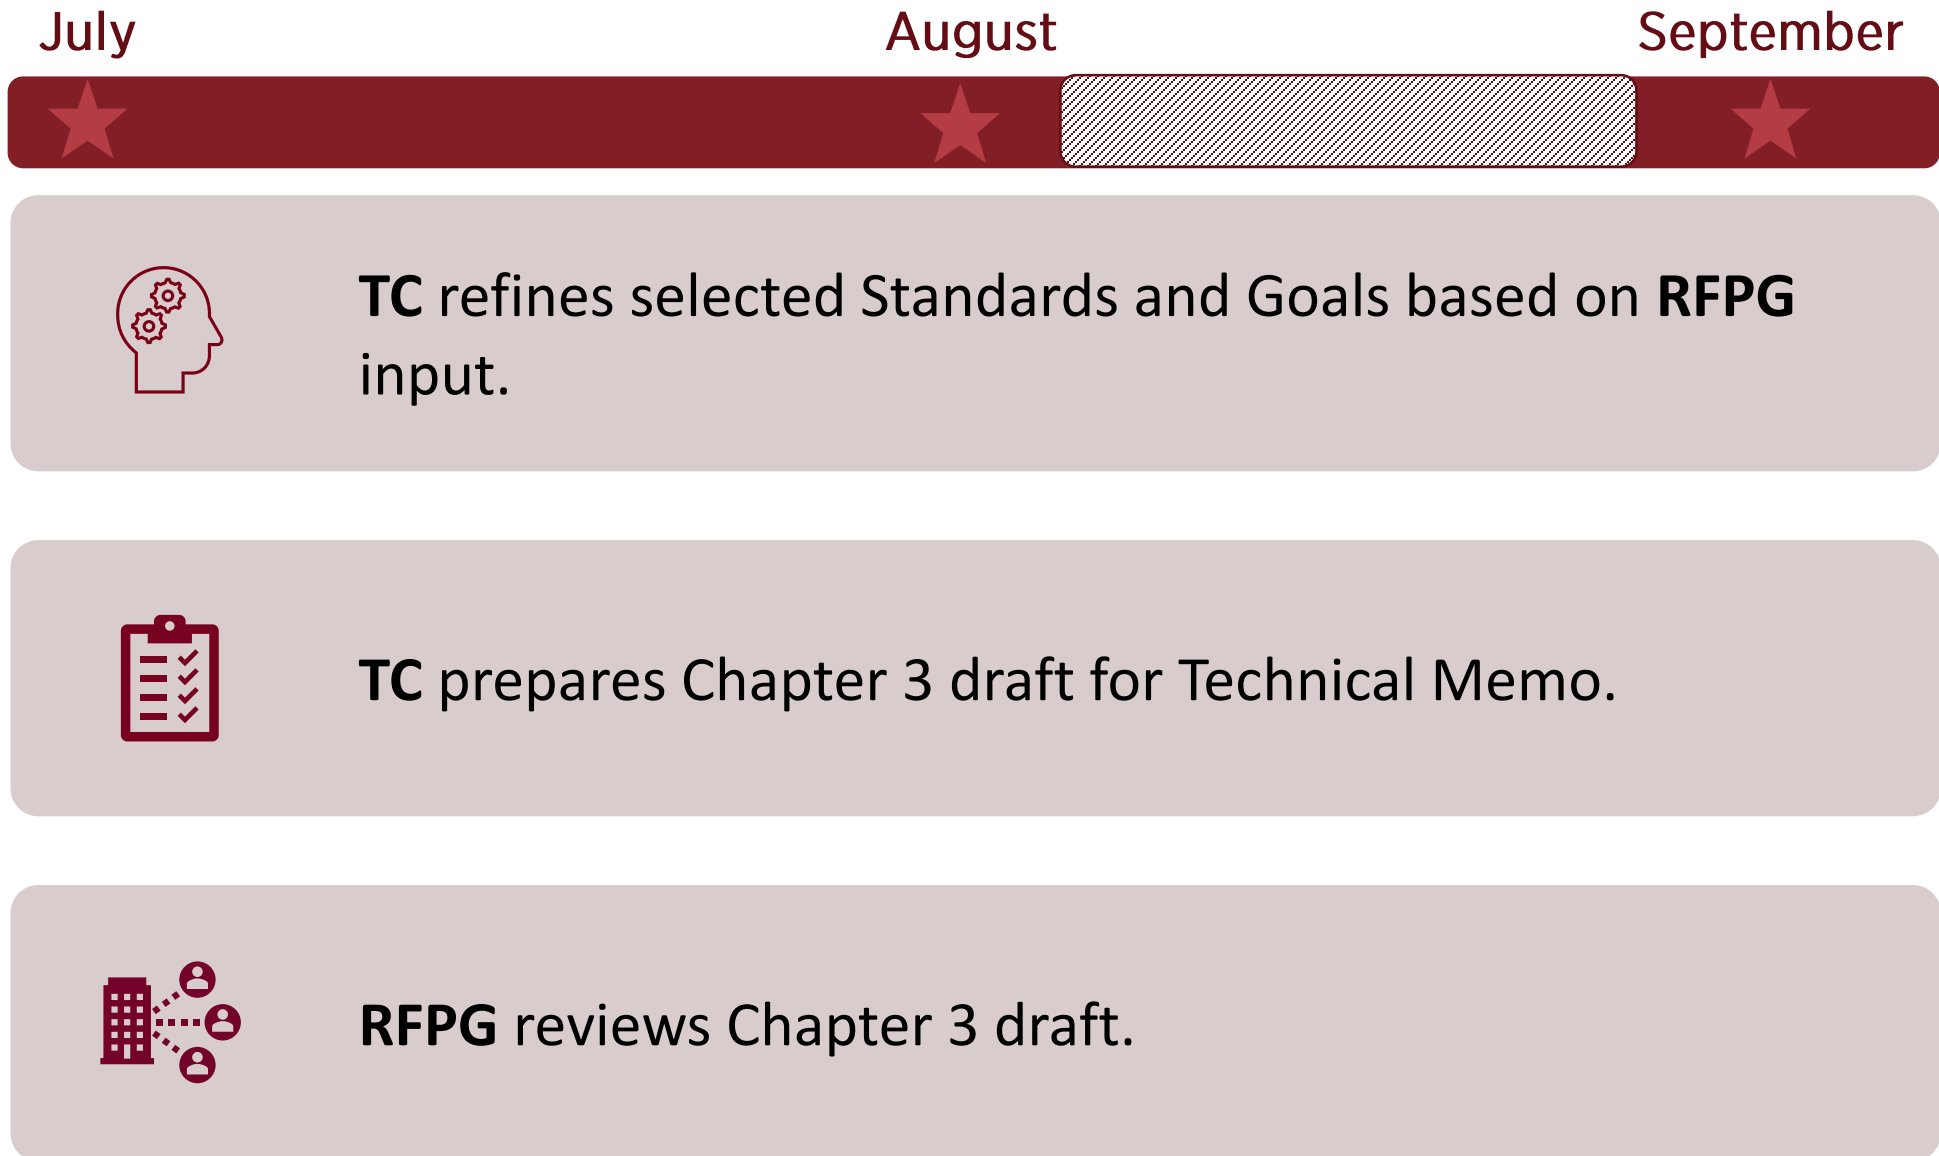 July August September
TC refines selected Standards and Goals based on RFPG
input.
TC prepares Chapter 3 draft for Technical Memo.
RFPG reviews Chapter 3 draft.